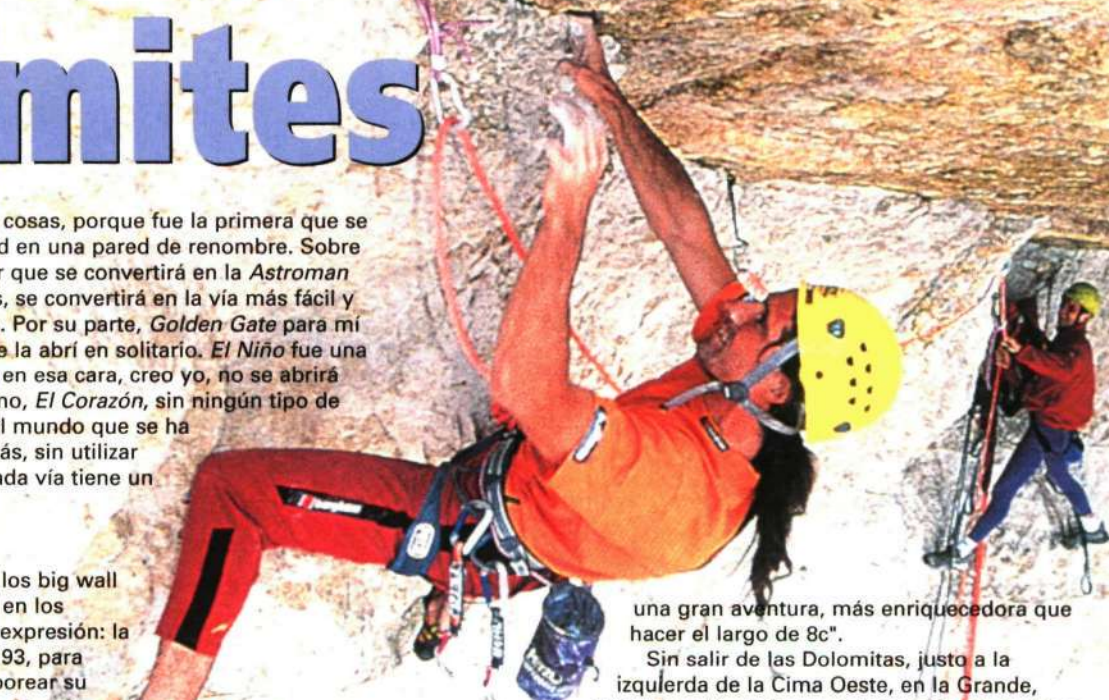 mites
cosas, porque fue la primera que se
d en una pared de renombre. Sobre
r que se convertirá en la Astroman
s, se convertirá en la vía más fácil y
. Por su parte, Golden Gate para mí
e la abrí en solitario. El Niño fue una
en esa cara, creo yo, no se abrirá
no, El Corazón, sin ningún tipo de
l mundo que se ha
ás, sin utilizar
ada vía tiene un
los big wall
en los
expresión: la
93, para
porear su
una gran aventura, más enriquecedora que
hacer el largo de 8c".
Sin salir de las Dolomitas, justo a la
izquierda de la Cima Oeste, en la Grande,